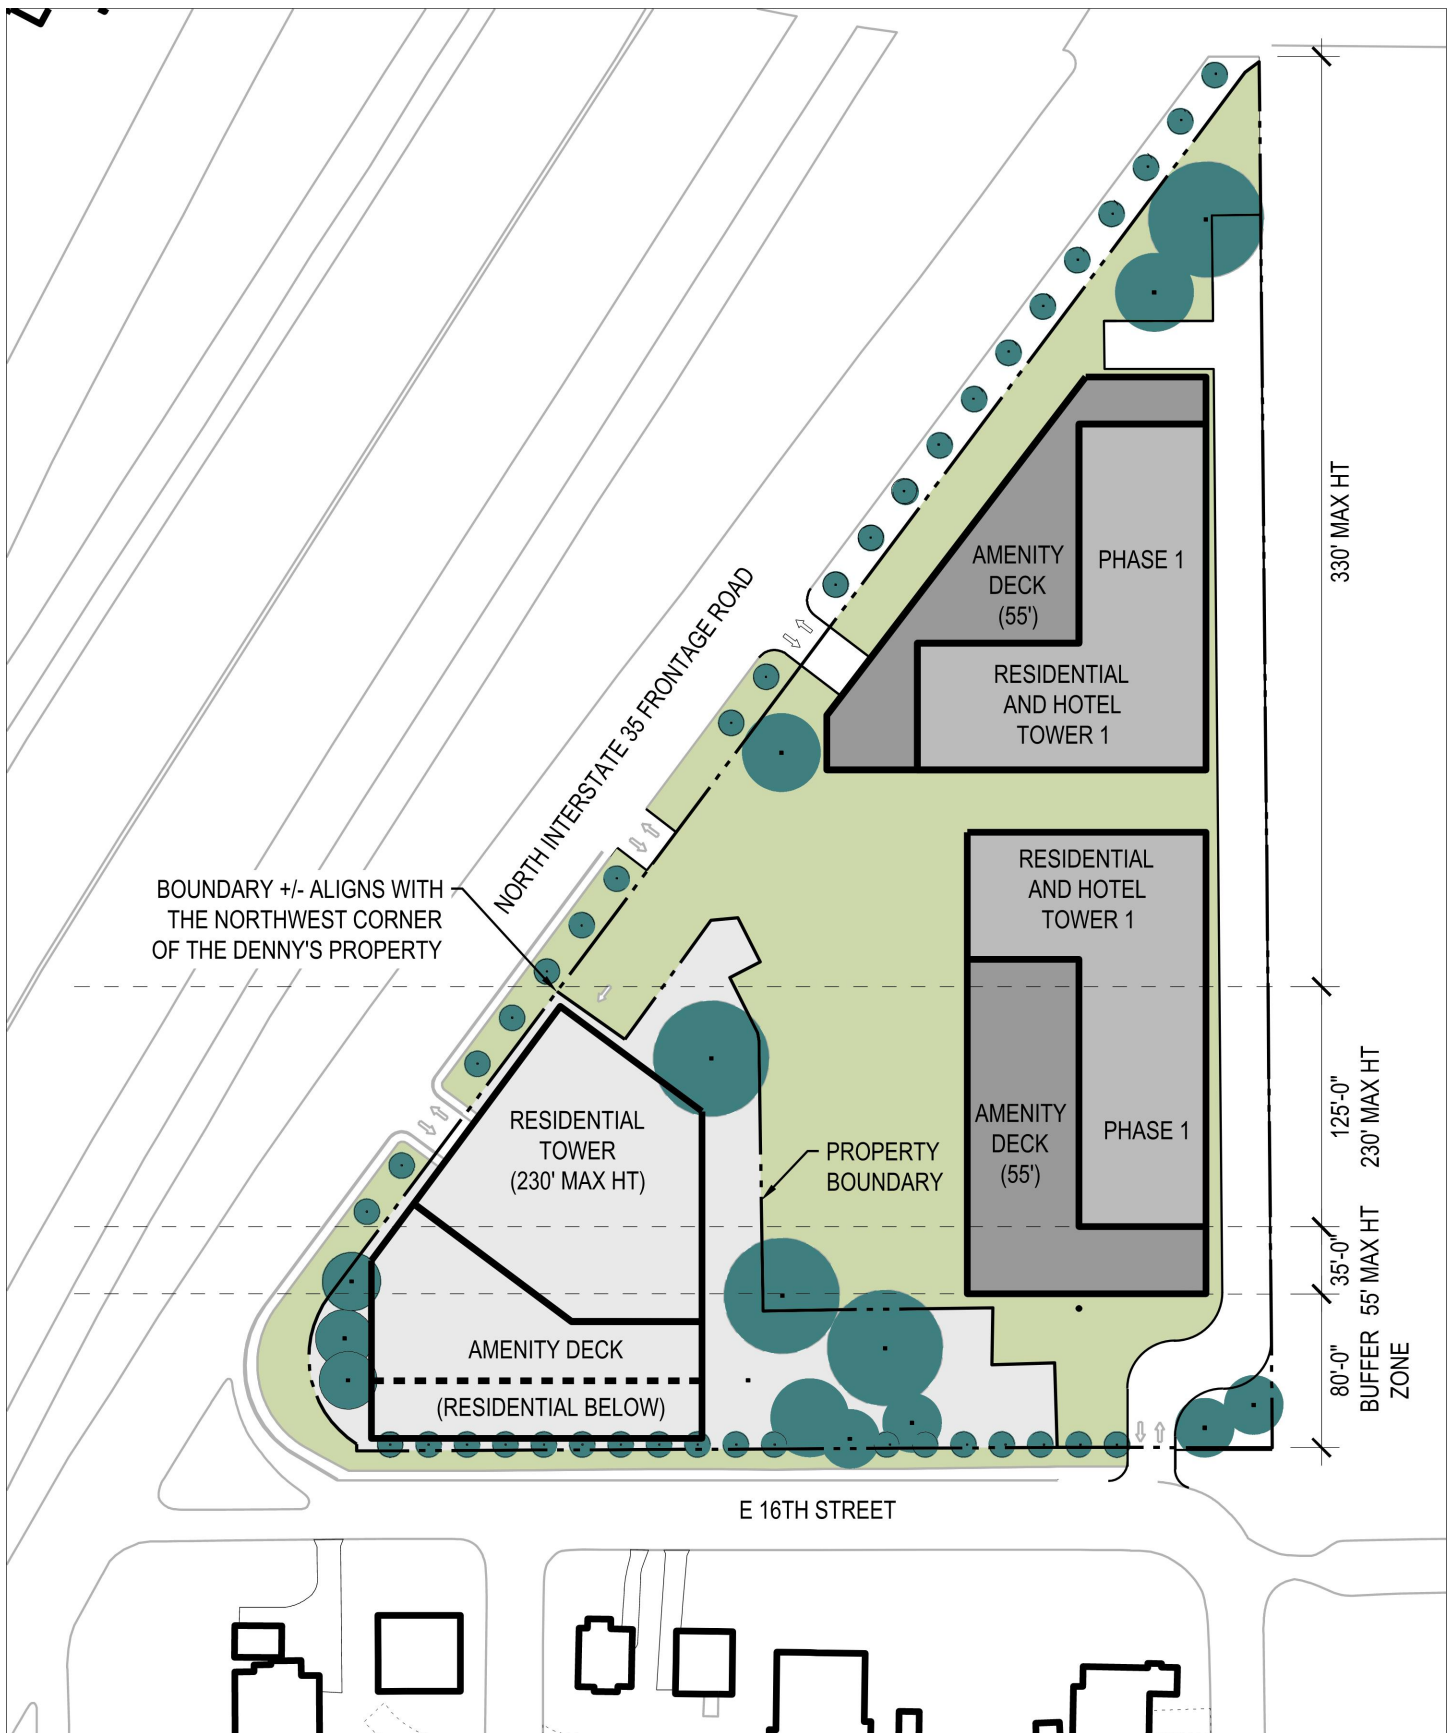 330' MAX HT
AMENITY
DECK
(55')
PHASE 1
RESIDENTIAL
AND HOTEL
TOWER 1
NORTH INTERSTATE 35 FRONTAGE ROAD
BOUNDARY +/- ALIGNS WITH
THE NORTHWEST CORNER
OF THE DENNY'S PROPERTY
RESIDENTIAL
AND HOTEL
TOWER 1
AMENITY
DECK
(55')
PHASE 1
125'-0"
230' MAX HT
RESIDENTIAL
TOWER
(230' MAX HT)
PROPERTY
BOUNDARY
35'-0"
55' MAX HT
AMENITY DECK
(RESIDENTIAL BELOW)
80'-0"
BUFFER
ZONE
E 16TH STREET